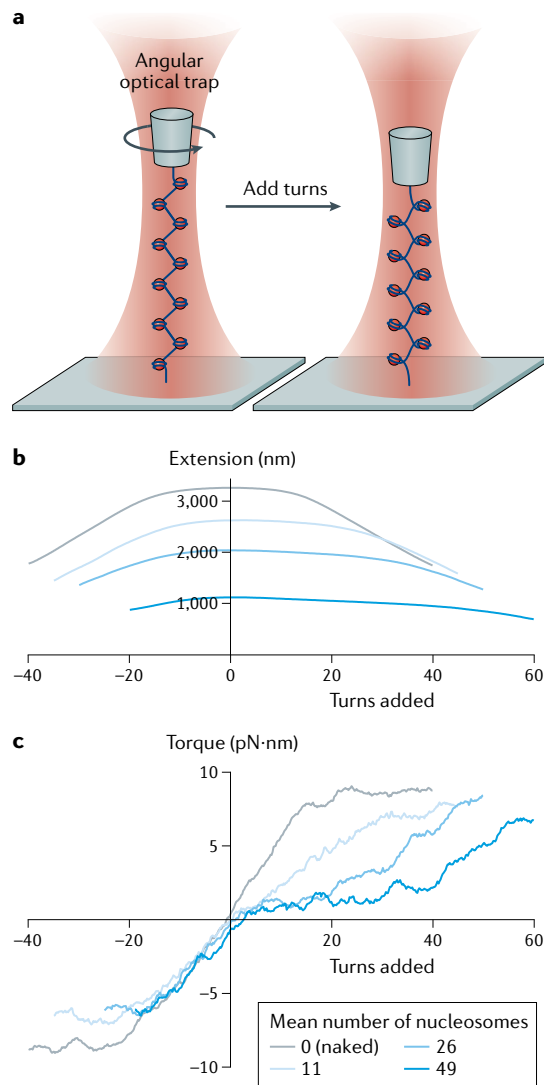 a
Angular
optical trap
Add turns
b
Extension (nm)
3,000
2,000
1,000
−40 −20 0 20 40 60
Turns added
c
Torque (pN·nm)
10
5
−40 −20 20 40 60
Turns added
−5
−10
Mean number of nucleosomes
0 (naked) 26
11 49